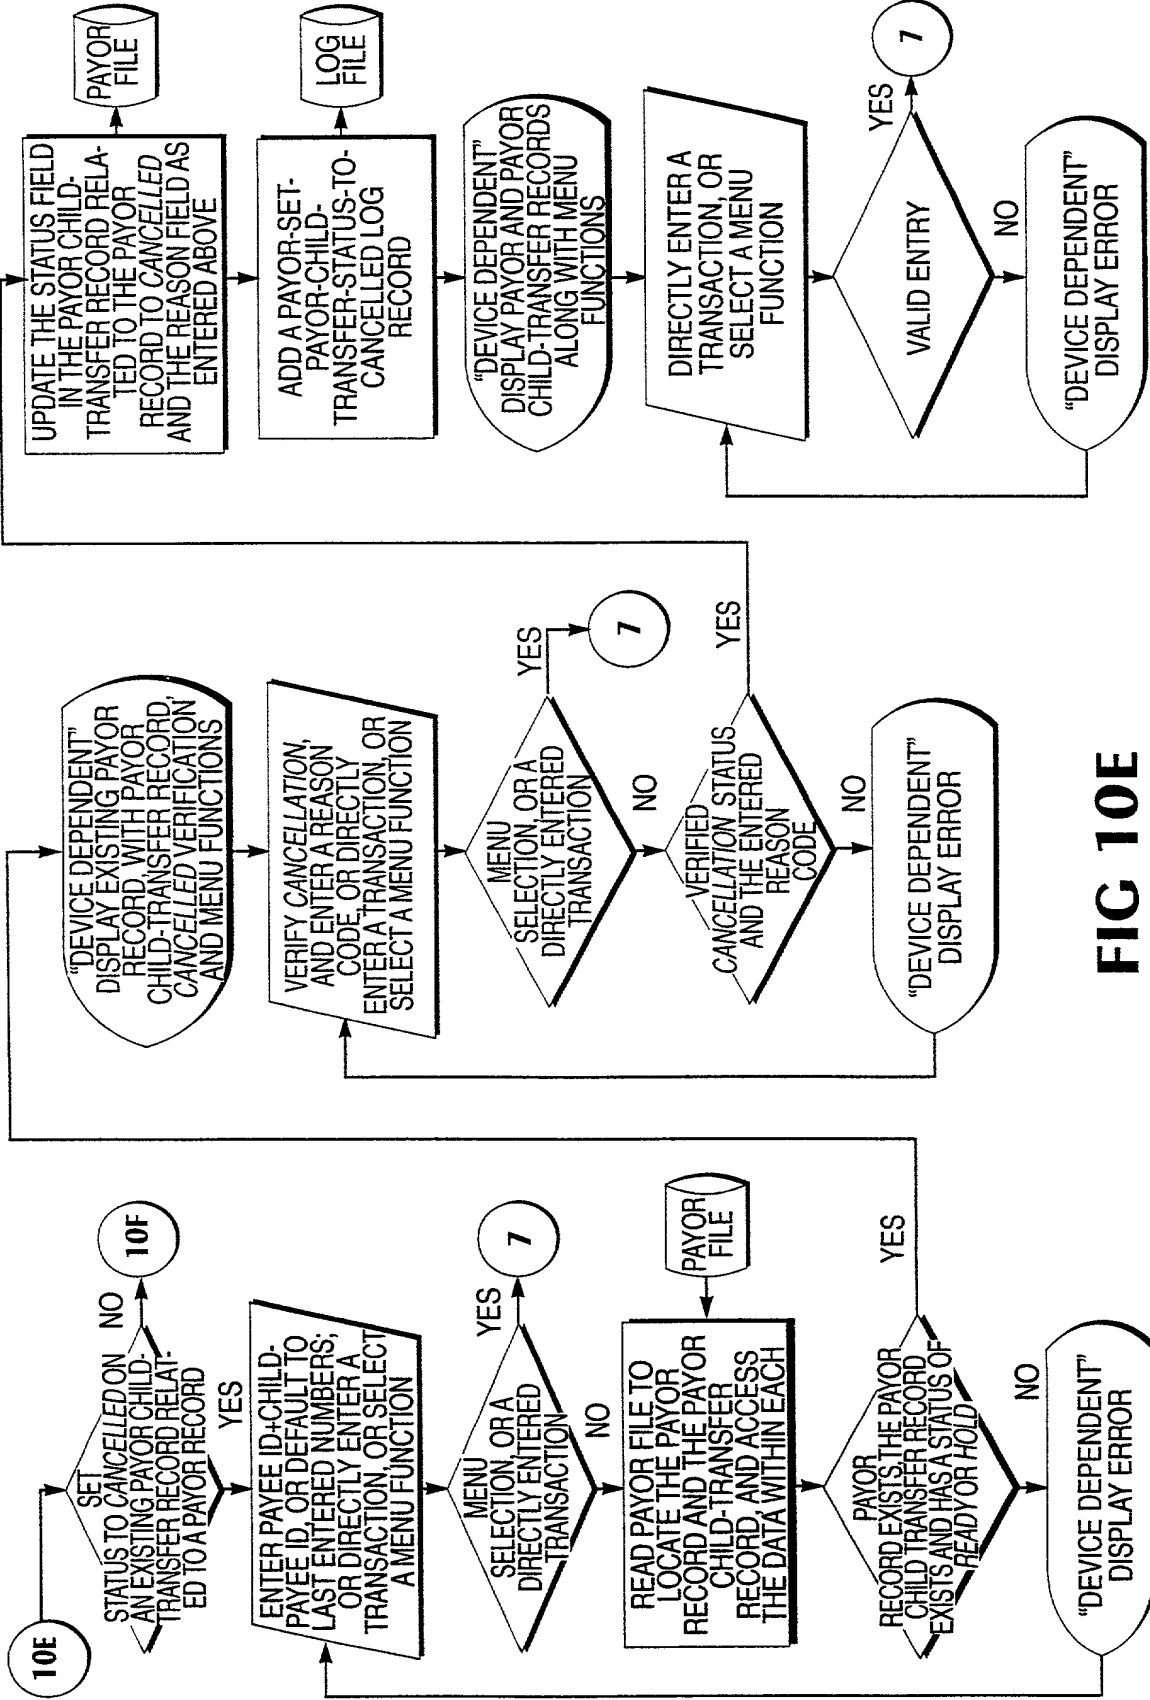 10E
SET
STATUS TO CANCELLED ON
AN EXISTING PAYOR CHILD-
TRANSFER RECORD RELAT-
ED TO A PAYOR RECORD
NO
10F
YES
ENTER PAYEE ID+CHILD-
PAYEE ID, OR DEFAULT TO
LAST ENTERED NUMBERS;
OR DIRECTLY ENTER A
TRANSACTION, OR SELECT
A MENU FUNCTION
MENU
SELECTION, OR A
DIRECTLY ENTERED
TRANSACTION
YES
7
NO
READ PAYOR FILE TO
LOCATE THE PAYOR
RECORD AND THE PAYOR
CHILD-TRANSFER
RECORD, AND ACCESS
THE DATA WITHIN EACH
PAYOR
FILE
PAYOR
RECORD EXISTS, THE PAYOR
CHILD TRANSFER RECORD
EXISTS AND HAS A STATUS OF
READY OR HOLD
YES
NO
"DEVICE DEPENDENT"
DISPLAY ERROR
"DEVICE DEPENDENT"
DISPLAY EXISTING PAYOR
RECORD, WITH PAYOR
CHILD-TRANSFER RECORD,
CANCELLED VERIFICATION
AND MENU FUNCTIONS
VERIFY CANCELLATION,
AND ENTER A REASON
CODE, OR DIRECTLY
ENTER A TRANSACTION, OR
SELECT A MENU FUNCTION
MENU
SELECTION, OR A
DIRECTLY ENTERED
TRANSACTION
YES
7
NO
VERIFIED
CANCELLATION STATUS
AND THE ENTERED
REASON
CODE
YES
NO
"DEVICE DEPENDENT"
DISPLAY ERROR
UPDATE THE STATUS FIELD
IN THE PAYOR CHILD-
TRANSFER RECORD RELA-
TED TO THE PAYOR
RECORD TO CANCELLED
AND THE REASON FIELD AS
ENTERED ABOVE
PAYOR
FILE
ADD A PAYOR-SET-
PAYOR-CHILD-
TRANSFER-STATUS-TO-
CANCELLED LOG
RECORD
LOG
FILE
"DEVICE DEPENDENT"
DISPLAY PAYOR AND PAYOR
CHILD-TRANSFER RECORDS
ALONG WITH MENU
FUNCTIONS
DIRECTLY ENTER A
TRANSACTION, OR
SELECT A MENU
FUNCTION
VALID ENTRY
YES
7
NO
"DEVICE DEPENDENT"
DISPLAY ERROR
FIG 10E